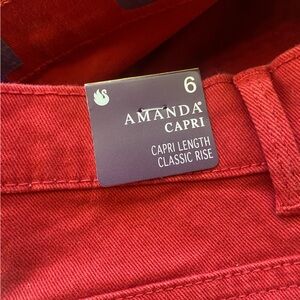 6
AMANDA
CAPRI
CAPRI LENGTH
CLASSIC RISE